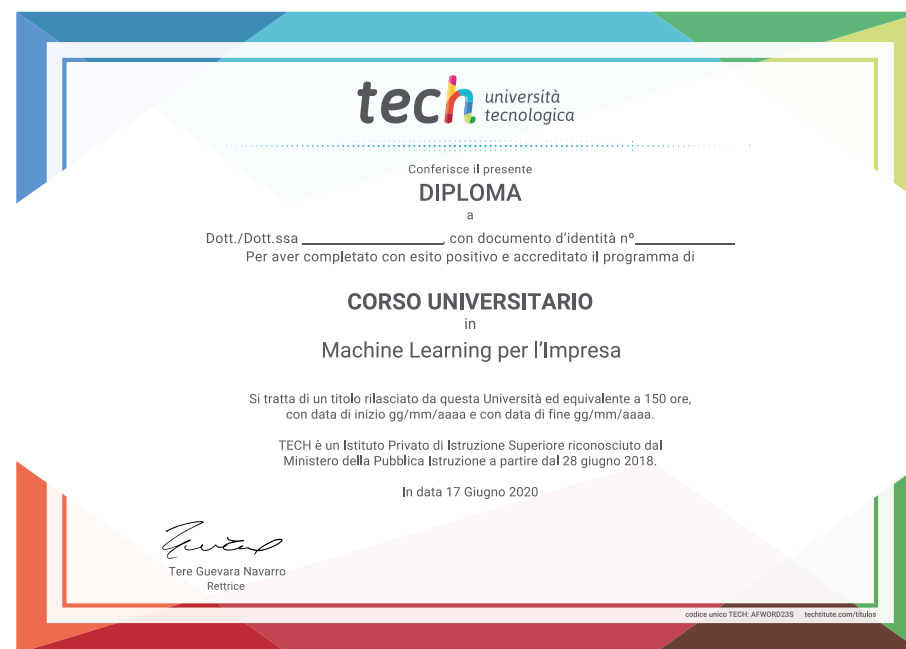 tech università
tecnologica
Conferisce il presente
DIPLOMA
a
Dott./Dott.ssa ________________, con documento d'identità nº____________
Per aver completato con esito positivo e accreditato il programma di
CORSO UNIVERSITARIO
in
Machine Learning per l'Impresa
Si tratta di un titolo rilasciato da questa Università ed equivalente a 150 ore,
con data di inizio gg/mm/aaaa e con data di fine gg/mm/aaaa.
TECH è un Istituto Privato di Istruzione Superiore riconosciuto dal
Ministero della Pubblica Istruzione a partire dal 28 giugno 2018.
In data 17 Giugno 2020
Tere Guevara Navarro
Rettrice
codice unico TECH: AFWORD23S techtitute.com/titulos